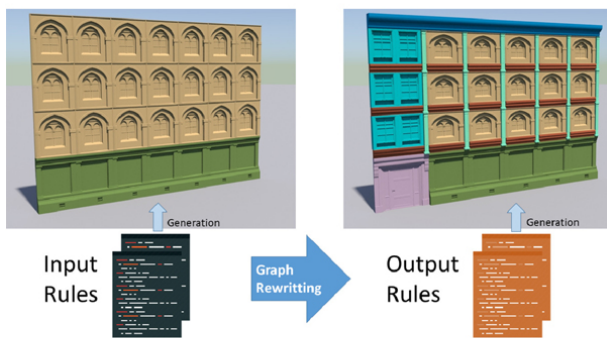 Generation
Generation
Input
Rules
Graph
Rewritting
Output
Rules